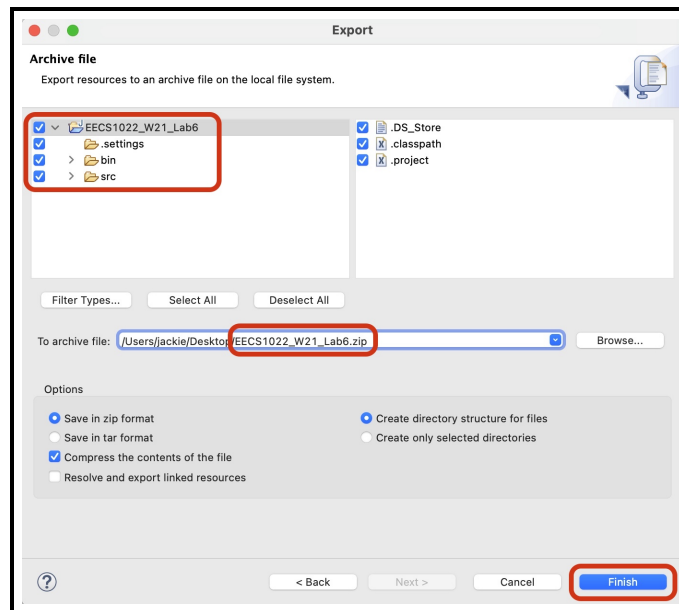 Export
Archive file
Export resources to an archive file on the local file system.
EECS1022_W21_Lab6
.settings
bin
src
.DS_Store
.classpath
.project
Filter Types...
Select All
Deselect All
To archive file:
/Users/jackie/Desktop/EECS1022_W21_Lab6.zip
Browse...
Options
Save in zip format
Save in tar format
Compress the contents of the file
Resolve and export linked resources
Create directory structure for files
Create only selected directories
?
< Back
Next >
Cancel
Finish